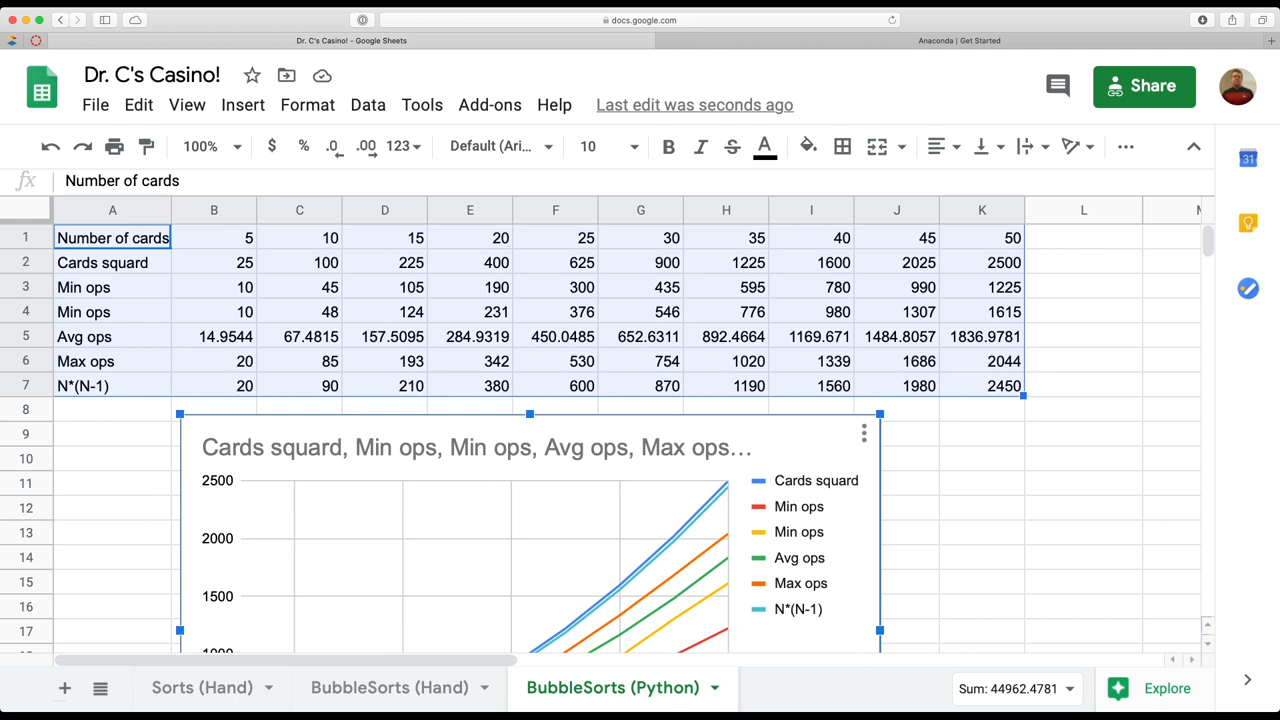 docs.google.com
Dr. C's Casino! - Google Sheets
Anaconda | Get Started
Dr. C's Casino!
File Edit View Insert Format Data Tools Add-ons Help Last edit was seconds ago
Share
100% $ % .0 .00 123 Default (Ari... 10 B I S A
31
fx Number of cards
A B C D E F G H I J K L
1 Number of cards 5 10 15 20 25 30 35 40 45 50
2 Cards squard 25 100 225 400 625 900 1225 1600 2025 2500
3 Min ops 10 45 105 190 300 435 595 780 990 1225
4 Min ops 10 48 124 231 376 546 776 980 1307 1615
5 Avg ops 14.9544 67.4815 157.5095 284.9319 450.0485 652.6311 892.4664 1169.671 1484.8057 1836.9781
6 Max ops 20 85 193 342 530 754 1020 1339 1686 2044
7 N*(N-1) 20 90 210 380 600 870 1190 1560 1980 2450
8
9
10
11
12
13
14
15
16
17
Cards squard, Min ops, Min ops, Avg ops, Max ops...
2500
2000
1500
1000
Cards squard
Min ops
Min ops
Avg ops
Max ops
N*(N-1)
Sorts (Hand) BubbleSorts (Hand) BubbleSorts (Python) Sum: 44962.4781 Explore